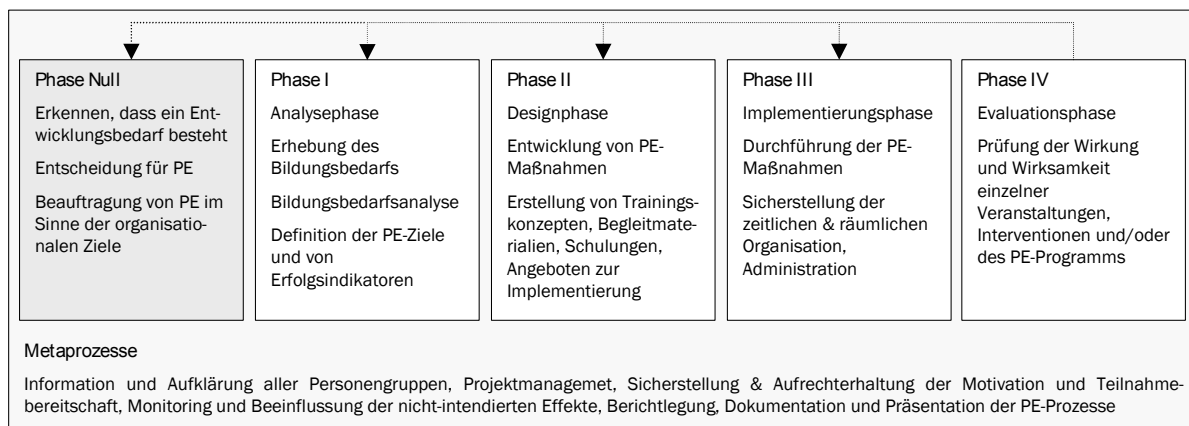 Phase Null
Erkennen, dass ein Ent-
wicklungsbedarf besteht
Entscheidung für PE
Beauftragung von PE im
Sinne der organisatio-
nalen Ziele
Phase I
Analysephase
Erhebung des
Bildungsbedarfs
Bildungsbedarfsanalyse
Definition der PE-Ziele
und von
Erfolgsindikatoren
Phase II
Designphase
Entwicklung von PE-
Maßnahmen
Erstellung von Trainings-
konzepten, Begleitmate-
rialien, Schulungen,
Angeboten zur
Implementierung
Phase III
Implementierungsphase
Durchführung der PE-
Maßnahmen
Sicherstellung der
zeitlichen & räumlichen
Organisation,
Administration
Phase IV
Evaluationsphase
Prüfung der Wirkung
und Wirksamkeit
einzelner
Veranstaltungen,
Interventionen und/oder
des PE-Programms
Metaprozesse
Information und Aufklärung aller Personengruppen, Projektmanagemet, Sicherstellung & Aufrechterhaltung der Motivation und Teilnahme-
bereitschaft, Monitoring und Beeinflussung der nicht-intendierten Effekte, Berichtlegung, Dokumentation und Präsentation der PE-Prozesse